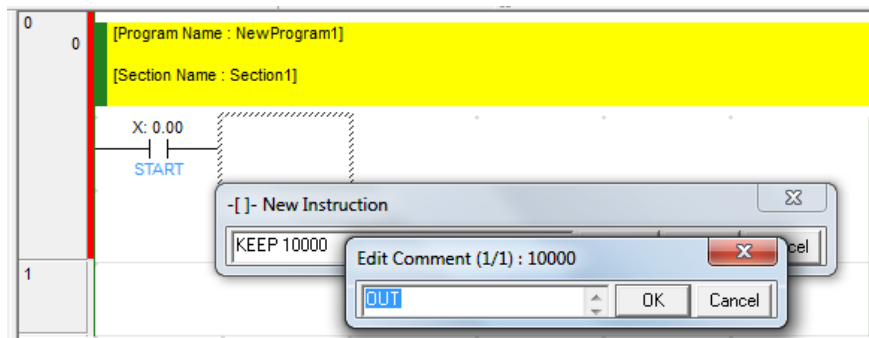 0
0
[Program Name : NewProgram1]
[Section Name : Section1]
X: 0.00
START
-[ ]- New Instruction
KEEP 10000
cel
Edit Comment (1/1) : 10000
OUT
OK
Cancel
1